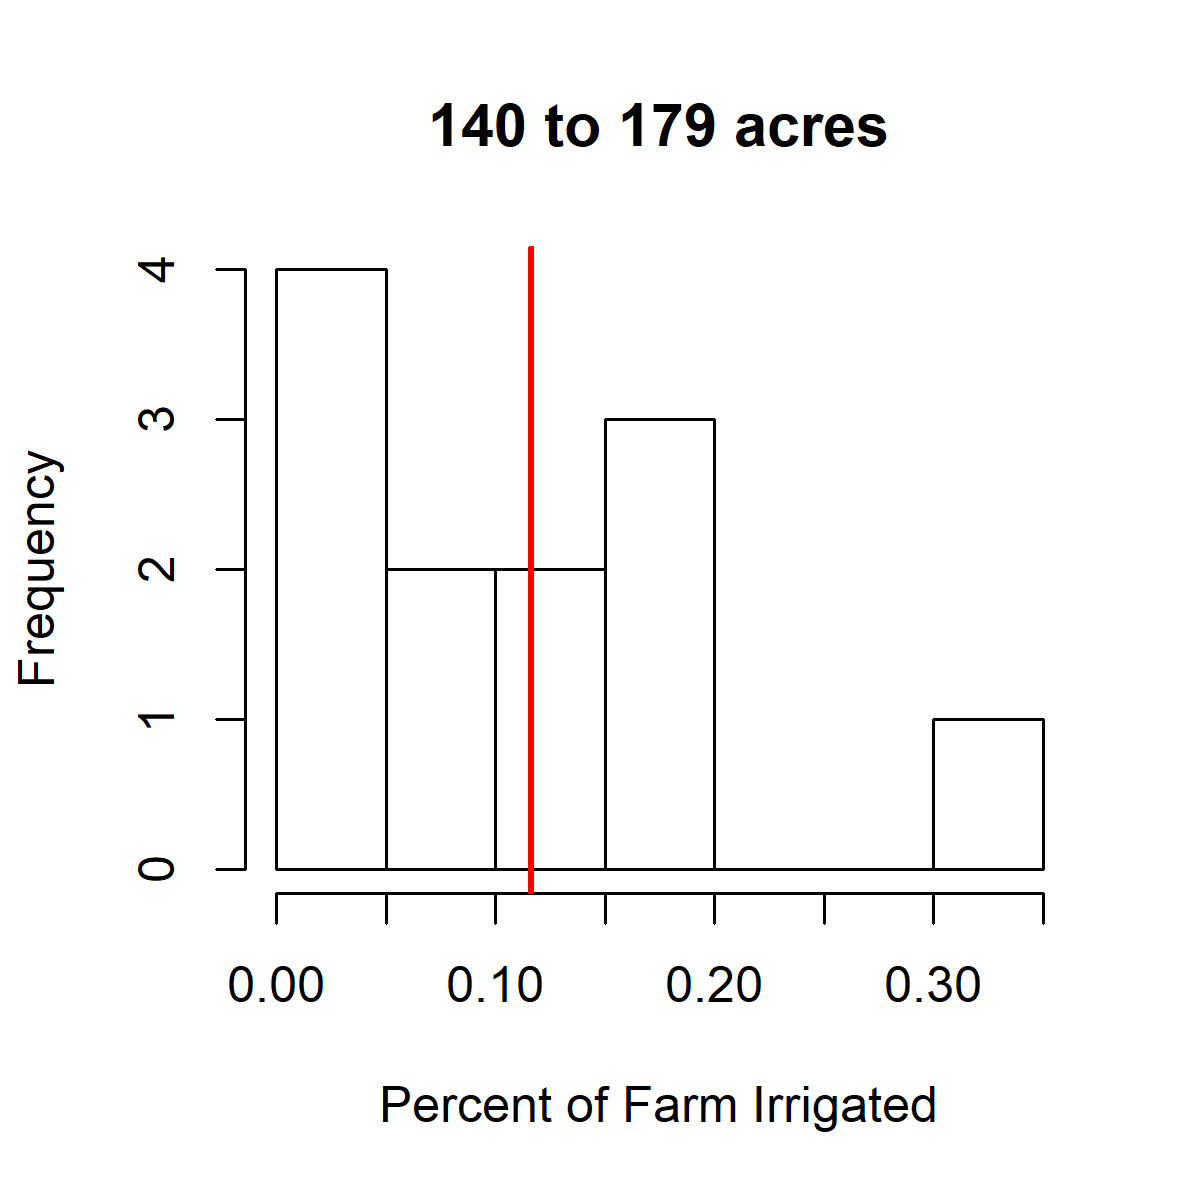 140 to 179 acres
Frequency
4
3
2
1
0
0.00 0.10 0.20 0.30
Percent of Farm Irrigated